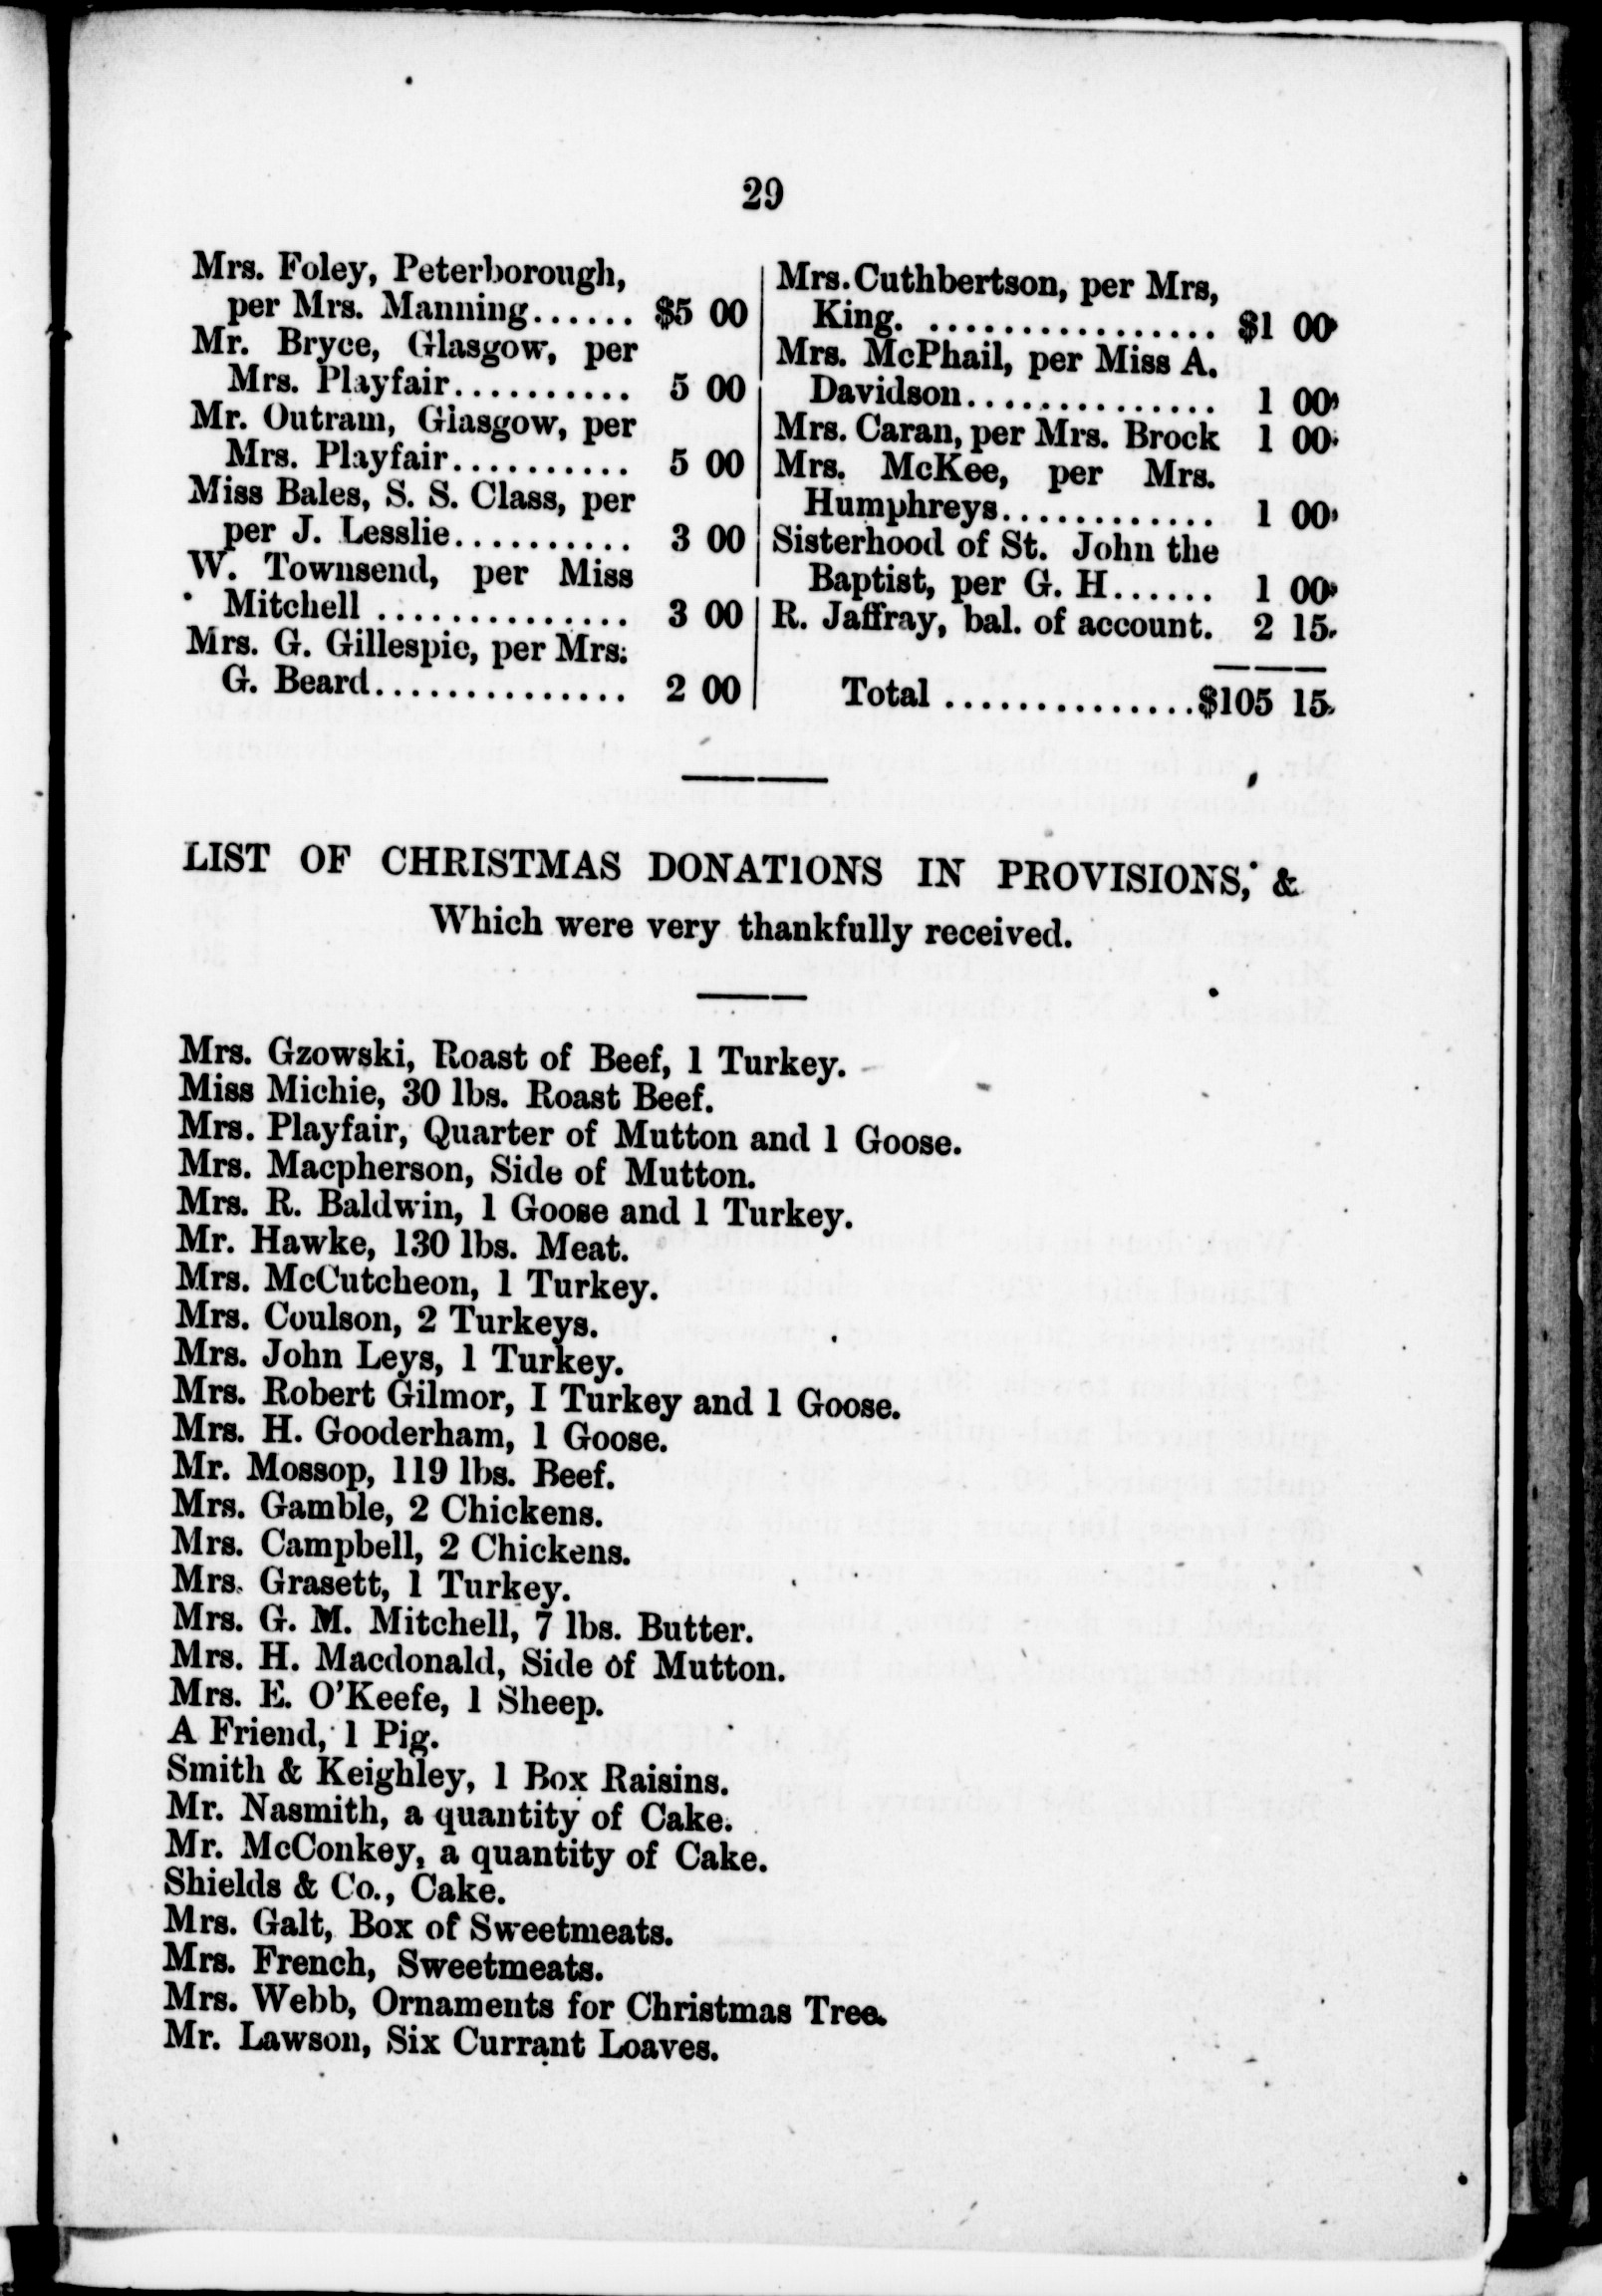 29
Mrs. Foley, Peterborough,
per Mrs. Manning...... $5 00
Mr. Bryce, Glasgow, per
Mrs. Playfair........... 5 00
Mr. Outram, Glasgow, per
Mrs. Playfair.......... 5 00
Miss Bales, S. S. Class, per
per J. Lesslie.......... 3 00
W. Townsend, per Miss
Mitchell .............. 3 00
Mrs. G. Gillespie, per Mrs.
G. Beard.............. 2 00
Mrs. Cuthbertson, per Mrs,
King. ................ $1 00
Mrs. McPhail, per Miss A.
Davidson.............. 1 00
Mrs. Caran, per Mrs. Brock 1 00
Mrs. McKee, per Mrs.
Humphreys............ 1 00
Sisterhood of St. John the
Baptist, per G. H...... 1 00
R. Jaffray, bal. of account. 2 15
Total ..............$105 15
LIST OF CHRISTMAS DONATIONS IN PROVISIONS, &
Which were very thankfully received.
Mrs. Gzowski, Roast of Beef, 1 Turkey.
Miss Michie, 30 lbs. Roast Beef.
Mrs. Playfair, Quarter of Mutton and 1 Goose.
Mrs. Macpherson, Side of Mutton.
Mrs. R. Baldwin, 1 Goose and 1 Turkey.
Mr. Hawke, 130 lbs. Meat.
Mrs. McCutcheon, 1 Turkey.
Mrs. Coulson, 2 Turkeys.
Mrs. John Leys, 1 Turkey.
Mrs. Robert Gilmor, I Turkey and 1 Goose.
Mrs. H. Gooderham, 1 Goose.
Mr. Mossop, 119 lbs. Beef.
Mrs. Gamble, 2 Chickens.
Mrs. Campbell, 2 Chickens.
Mrs. Grasett, 1 Turkey.
Mrs. G. M. Mitchell, 7 lbs. Butter.
Mrs. H. Macdonald, Side of Mutton.
Mrs. E. O'Keefe, 1 Sheep.
A Friend, 1 Pig.
Smith & Keighley, 1 Box Raisins.
Mr. Nasmith, a quantity of Cake.
Mr. McConkey, a quantity of Cake.
Shields & Co., Cake.
Mrs. Galt, Box of Sweetmeats.
Mrs. French, Sweetmeats.
Mrs. Webb, Ornaments for Christmas Tree.
Mr. Lawson, Six Currant Loaves.